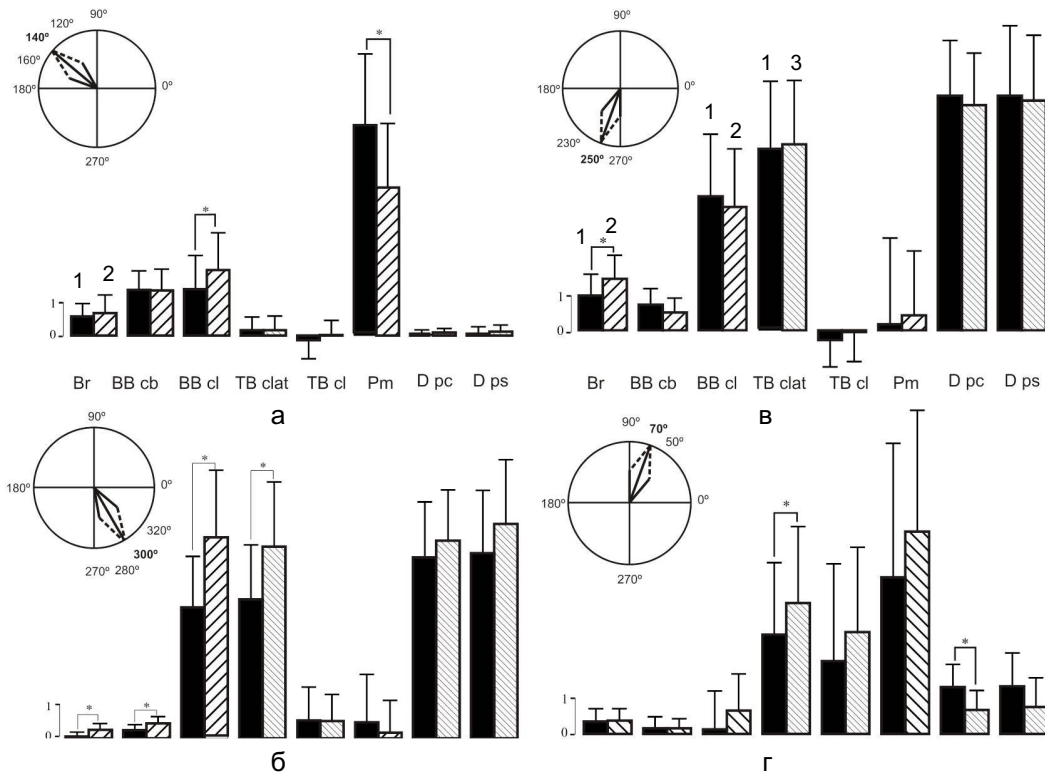 90º
120º
140º
160º
180º
0º
270º
*
*
1 2
1
Br BB cb BB cl TB clat TB cl Pm D pc D ps
а
90º
180º
0º
230º
250º
270º
1 3
1 2
1 2
*
1
0
Br BB cb BB cl TB clat TB cl Pm D pc D ps
в
90º
180º
0º
320º
300º
270º 280º
*
*
*
*
1
0
б
90º
70º
50º
180º
0º
270º
*
*
1
0
г